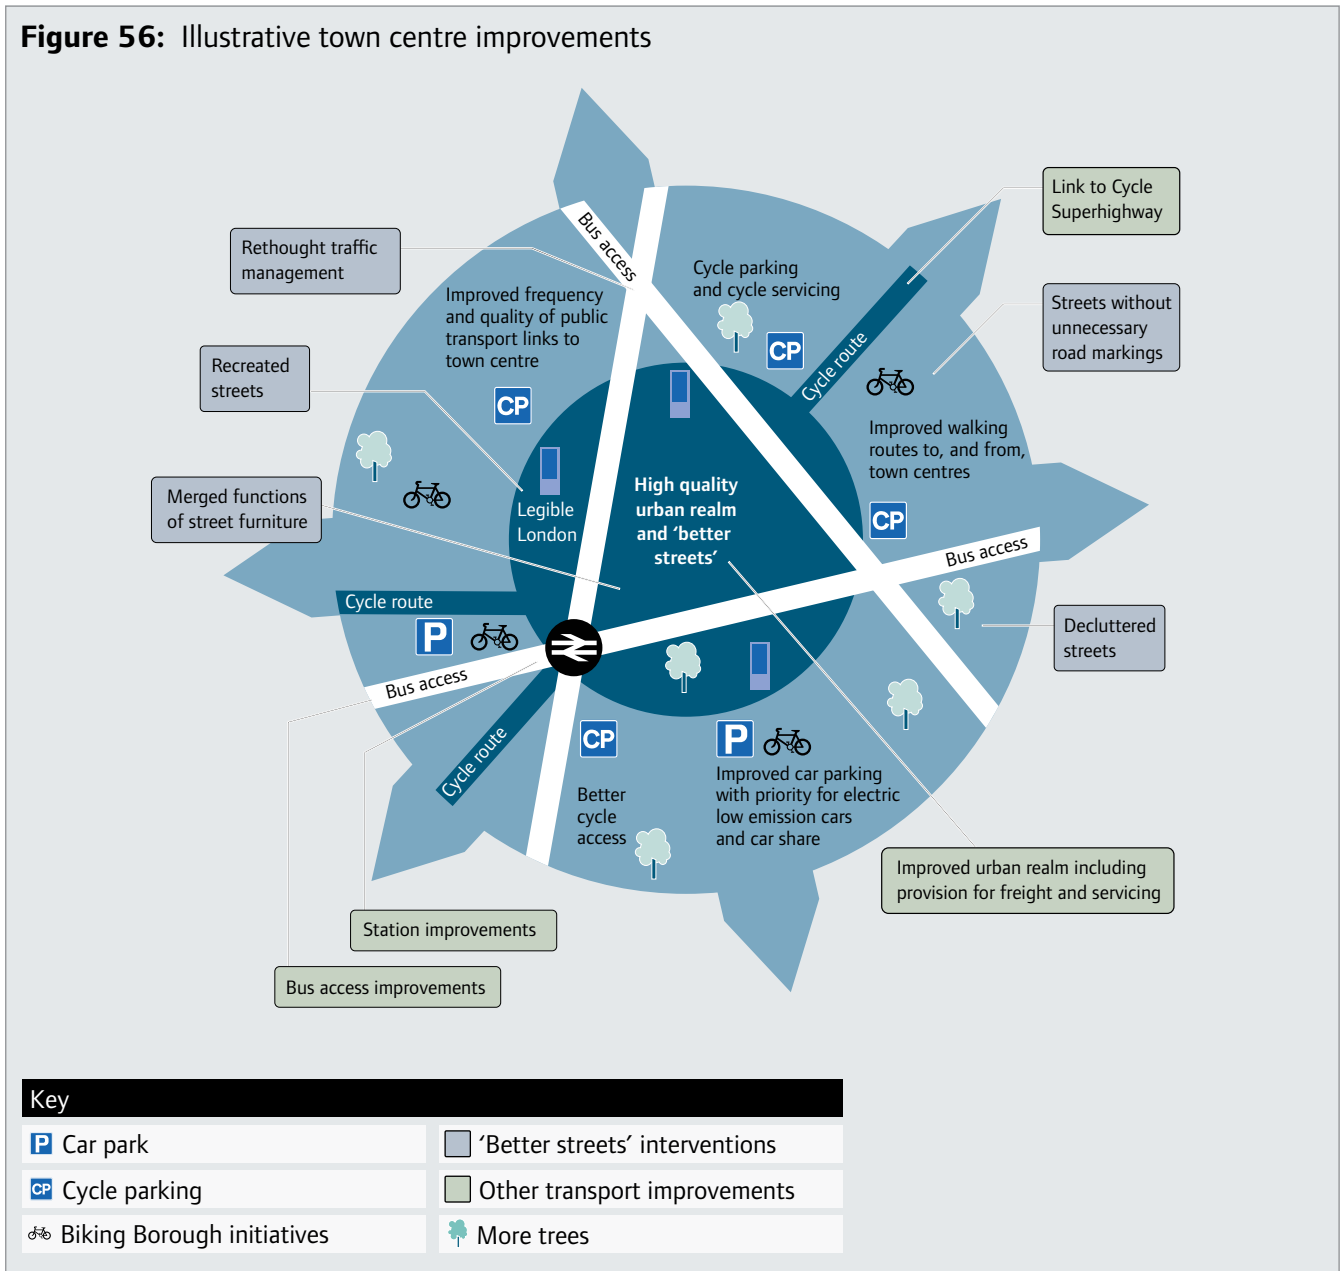 Figure 56: Illustrative town centre improvements
Link to Cycle
Superhighway
Bus access
Rethought traffic
management
Cycle parking
and cycle servicing
Improved frequency
and quality of public
transport links to
town centre
Streets without
unnecessary
road markings
Recreated
streets
CP
Cycle route
CP
Improved walking
routes to, and from,
town centres
Merged functions
of street furniture
High quality
urban realm
and ‘better
streets’
Legible
London
CP
Bus access
Cycle route
P
Decluttered
streets
Bus access
Cycle route
CP
P
Improved car parking
with priority for electric
low emission cars
and car share
Better
cycle
access
Improved urban realm including
provision for freight and servicing
Station improvements
Bus access improvements
Key
P Car park
‘Better streets’ interventions
CP Cycle parking
Other transport improvements
Biking Borough initiatives
More trees